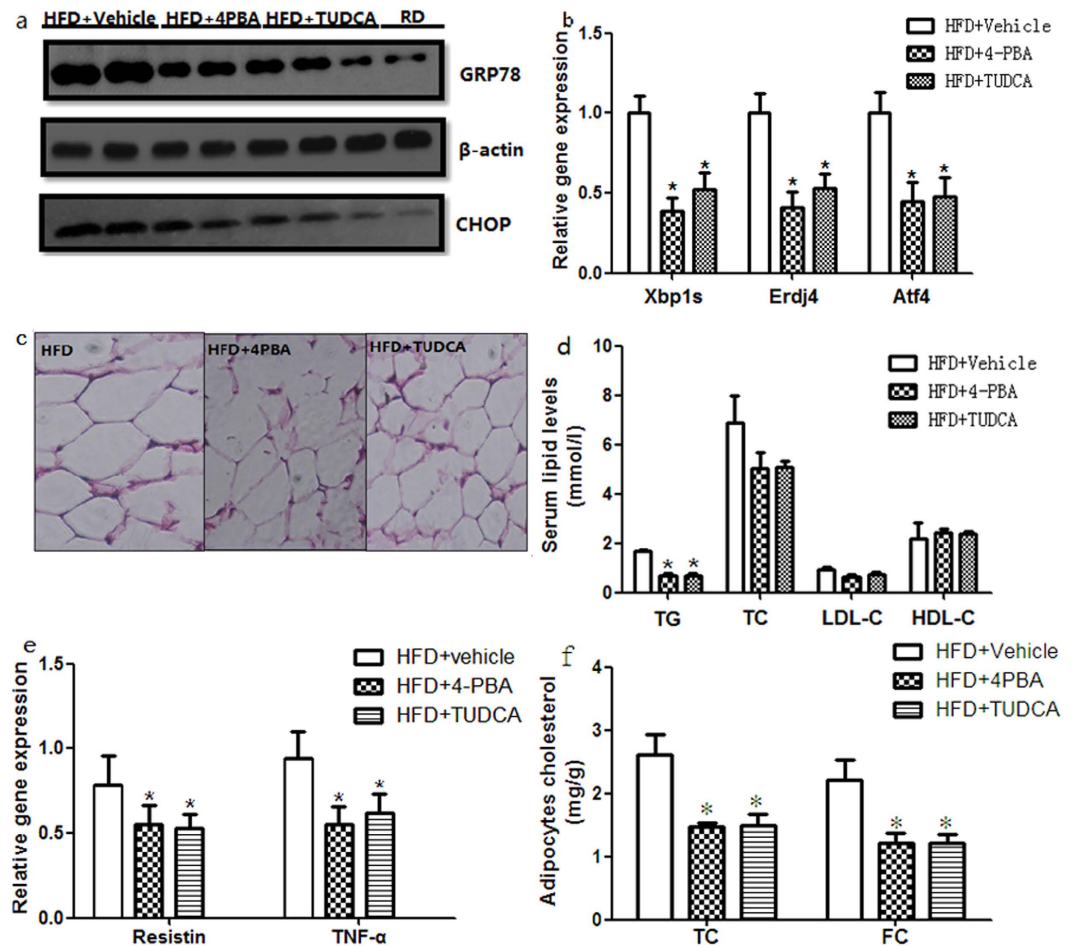 a
HFD+Vehicle HFD+4PBA HFD+TUDCA RD
GRP78
β-actin
CHOP
b
Relative gene expression
1.5
1.0
0.5
0.0
HFD+Vehicle
HFD+4-PBA
HFD+TUDCA
* * * * * *
Xbp1s Erdj4 Atf4
c
HFD HFD+4PBA HFD+TUDCA
d
Serum lipid levels
(mmol/l)
10
8
6
4
2
0
HFD+Vehicle
HFD+4-PBA
HFD+TUDCA
* *
TG TC LDL-C HDL-C
e
Relative gene expression
1.5
1.0
0.5
0.0
HFD+vehicle
HFD+4-PBA
HFD+TUDCA
* * * *
Resistin TNF-α
f
Adipocytes cholesterol
(mg/g)
4
3
2
1
0
HFD+Vehicle
HFD+4PBA
HFD+TUDCA
* * * *
TC FC